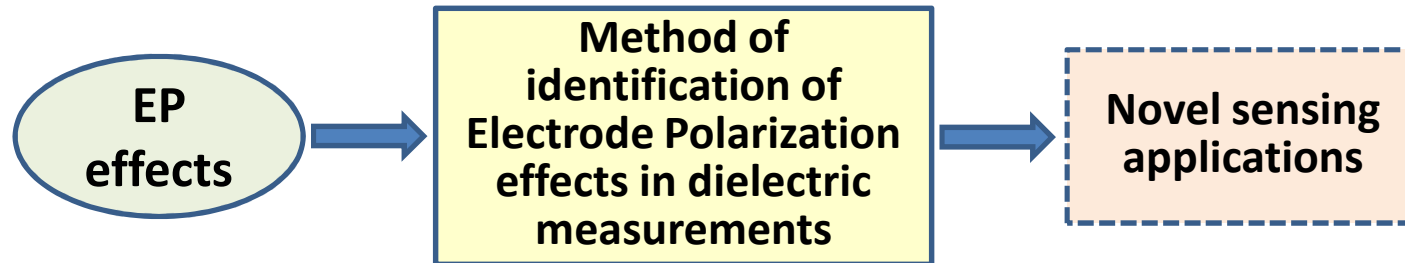 EP
effects
Method of
identification of
Electrode Polarization
effects in dielectric
measurements
Novel sensing
applications